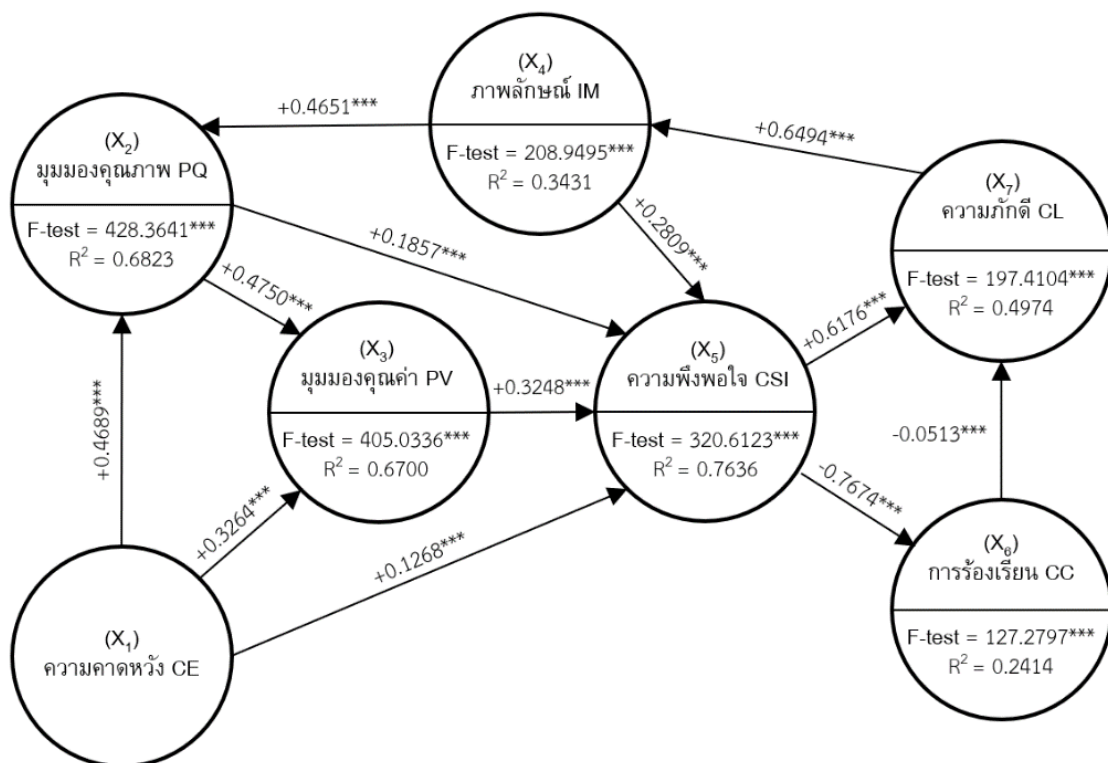 (X₄)
ภาพลักษณ์ IM
F-test = 208.9495***
R² = 0.3431
+0.4651***
+0.6494***
(X₂)
มุมมองคุณภาพ PQ
F-test = 428.3641***
R² = 0.6823
(X₇)
ความภักดี CL
F-test = 197.4104***
R² = 0.4974
+0.1857***
+0.2809***
+0.4750***
(X₃)
มุมมองคุณค่า PV
F-test = 405.0336***
R² = 0.6700
+0.3248***
(X₅)
ความพึงพอใจ CSI
F-test = 320.6123***
R² = 0.7636
+0.6176***
+0.4689***
-0.0513***
-0.7674***
+0.3264***
+0.1268***
(X₆)
การร้องเรียน CC
F-test = 127.2797***
R² = 0.2414
(X₁)
ความคาดหวัง CE